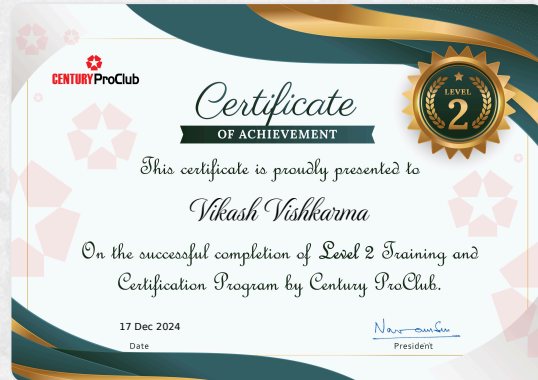 CENTURY ProClub
LEVEL
2
Certificate
OF ACHIEVEMENT
This certificate is proudly presented to
Vikash Vishkarma
On the successful completion of Level 2 Training and
Certification Program by Century ProClub.
17 Dec 2024
Date
President